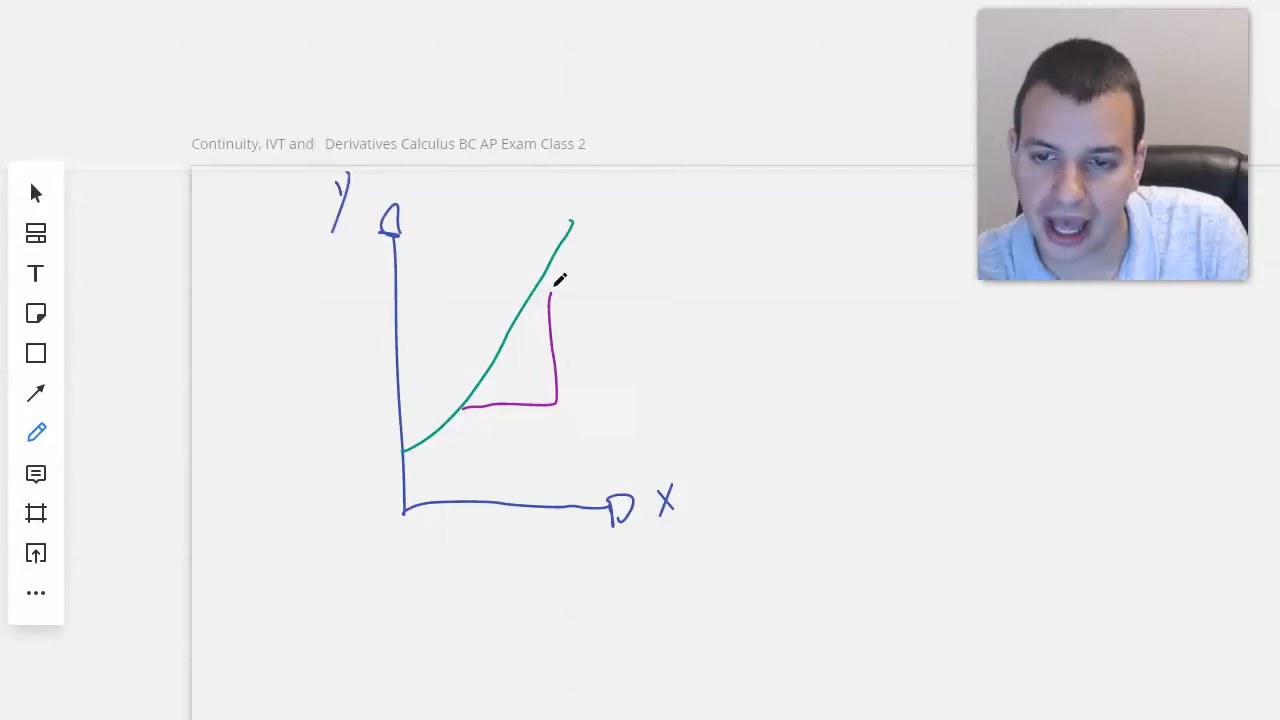 Continuity, IVT and Derivatives Calculus BC AP Exam Class 2
y
T
x